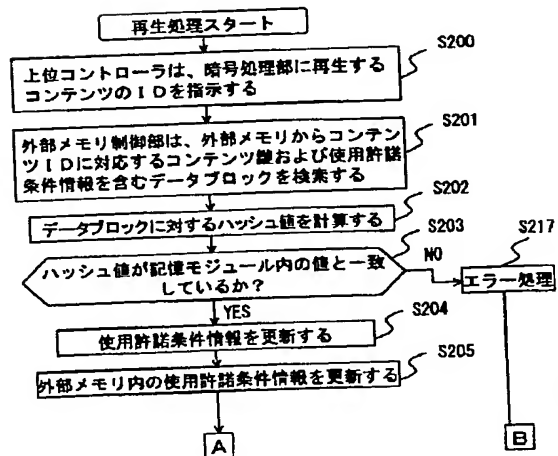 再生処理スタート
S200
上位コントローラは、暗号処理部に再生する
コンテンツのIDを指示する
S201
外部メモリ制御部は、外部メモリからコンテン
ツIDに対応するコンテンツ鍵および使用許諾
条件情報を含むデータブロックを検索する
S202
データブロックに対するハッシュ値を計算する
S203
ハッシュ値が記憶モジュール内の値と一致
しているか？
NO
S217
エラー処理
YES
S204
使用許諾条件情報を更新する
S205
外部メモリ内の使用許諾条件情報を更新する
A
B